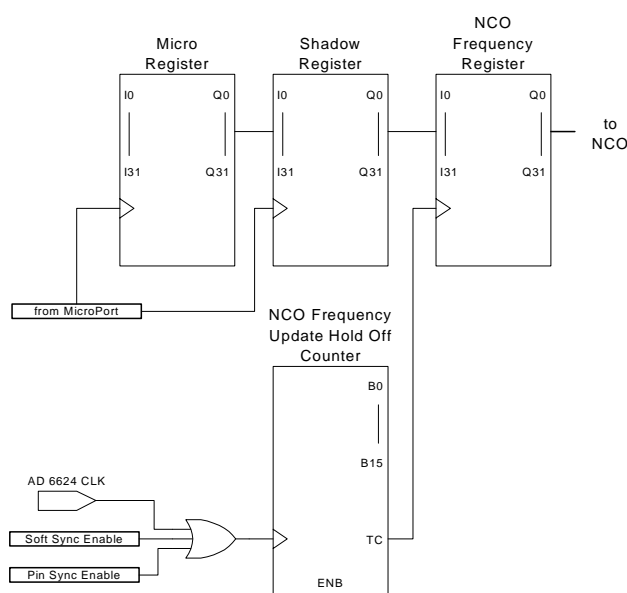 Micro
Register
Shadow
Register
NCO
Frequency
Register
I0
Q0
I31
Q31
I0
Q0
I31
Q31
I0
Q0
I31
Q31
to
NCO
from MicroPort
NCO Frequency
Update Hold Off
Counter
B0
B15
AD 6624 CLK
Soft Sync Enable
TC
Pin Sync Enable
ENB